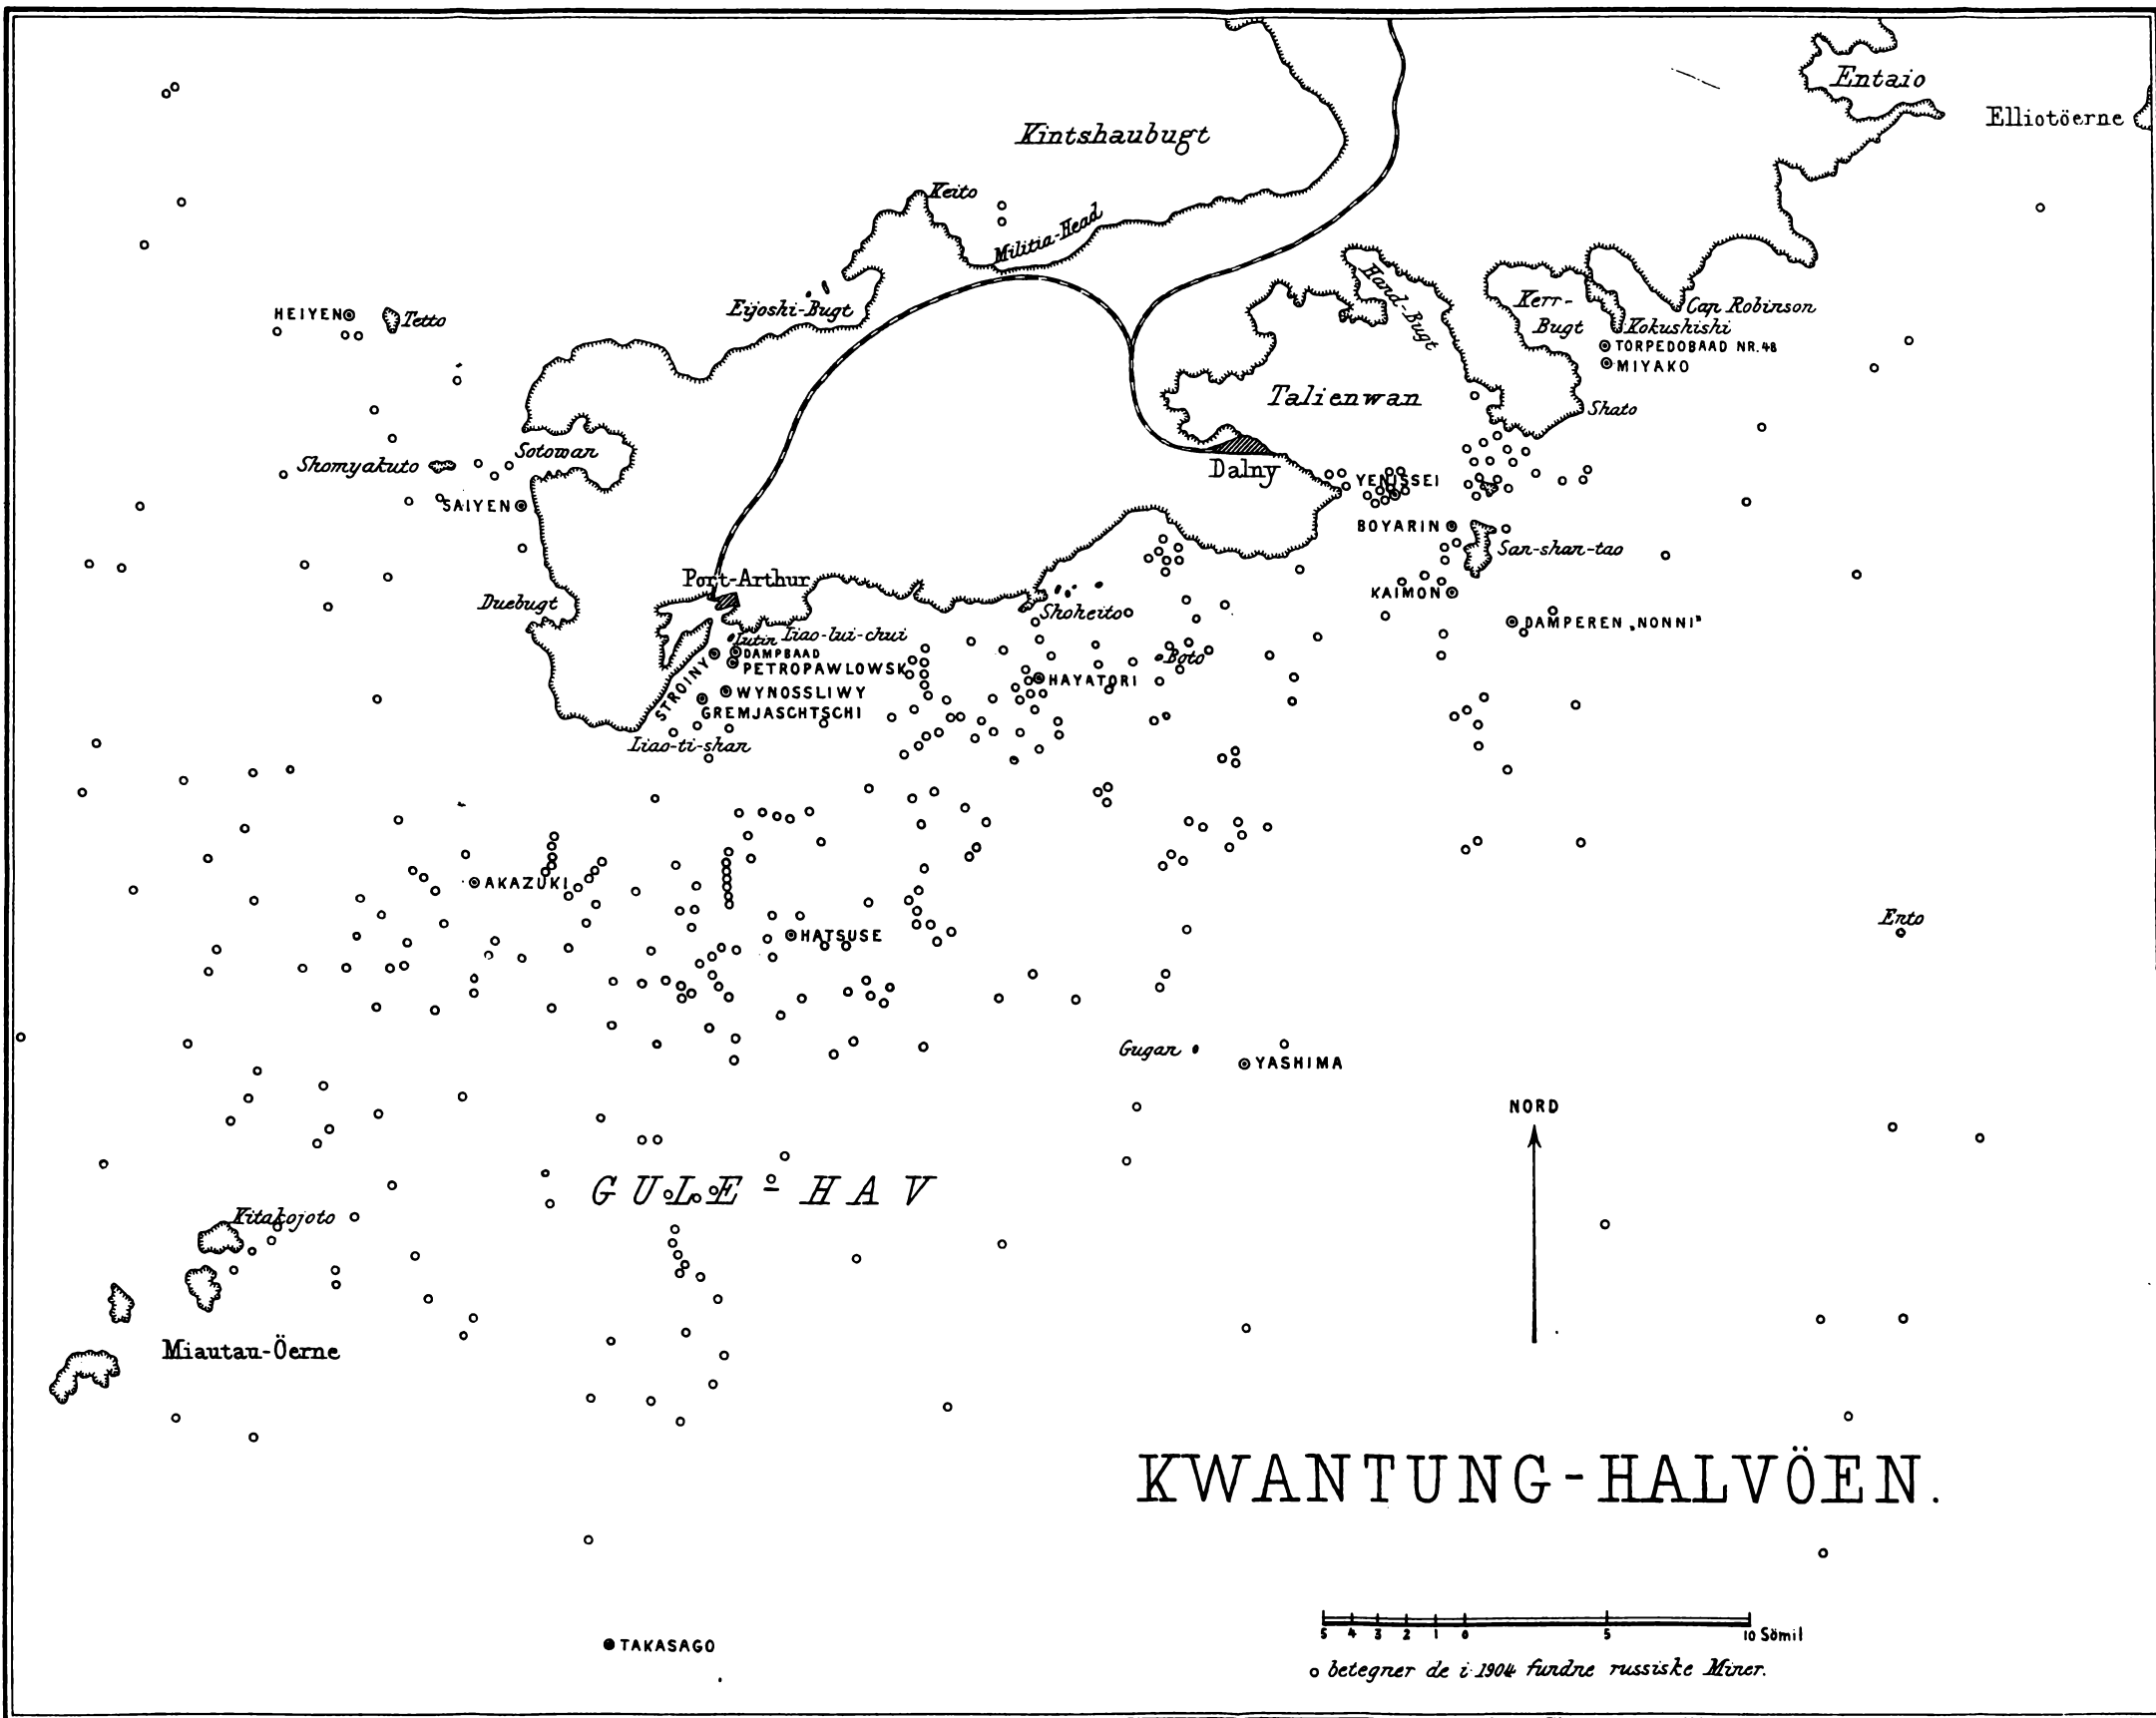 Entaio
Elliotöerne
Kintshaubugt
Keito
Militia-Head
HEIYEN
Tetto
Eijoshi-Bugt
Hand-Bugt
Kerr-
Bugt
Cap Robinson
Kokushishi
TORPEDOBAAD NR.48
MIYAKO
Talienwan
Shato
Sotowan
Shomyakuto
Dalny
SAIYEN
YENISSEI
BOYARIN
San-shan-tao
Port-Arthur
KAIMON
Duebugt
Shoheito
DAMPEREN „NONNI"
Lutin
Liao-lui-chui
DAMPBAAD
STROINY
PETROPAWLOWSK
Boto
HAYATORI
WYNOSSLIWY
GREMJASCHTSCHI
Liao-ti-shan
AKAZUKI
HATSUSE
Ento
Gugan
YASHIMA
NORD
GULE-HAV
Kitakojoto
Miautau-Öerne
KWANTUNG-HALVÖEN.
TAKASAGO
5 4 3 2 1 0 5 10 Sömil
o betegner de i 1904 fundne russiske Miner.